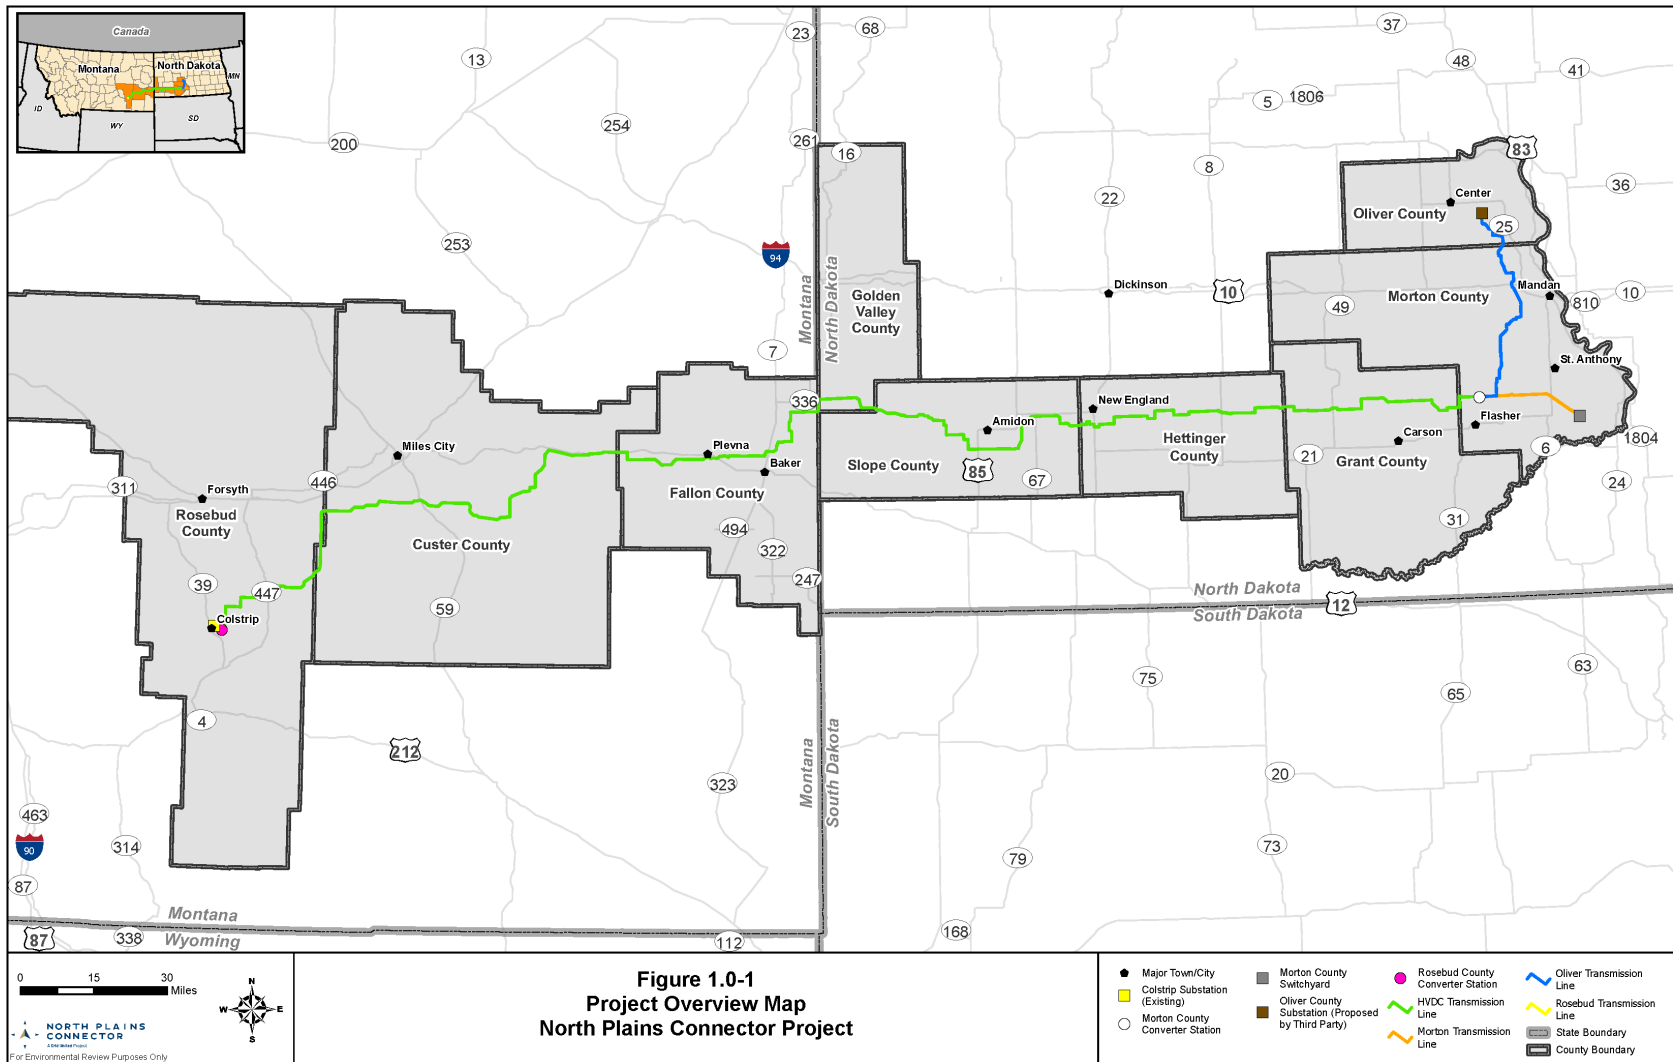 Canada
Montana
North Dakota
MN
ID
WY
SD
23
68
37
13
48
41
5
1806
254
261
200
16
83
8
36
22
Center
Oliver County
25
253
94
Montana
North Dakota
Dickinson
10
Golden
Valley
County
Morton County
Mandan
49
810
10
7
St. Anthony
336
New England
Amidon
Flasher
Miles City
Plevna
Baker
Carson
6
1804
Hettinger
County
21
Grant County
Slope County
85
67
24
311
446
Forsyth
Rosebud
County
Fallon County
494
31
Custer County
322
247
39
447
59
North Dakota
12
South Dakota
Colstrip
63
75
65
4
212
Montana
South Dakota
323
20
463
90
314
73
79
87
Montana
Wyoming
87
338
112
168
0 15 30
Miles
N
W E
S
NORTH PLAINS
CONNECTOR
A Grid United Project
For Environmental Review Purposes Only
Figure 1.0-1
Project Overview Map
North Plains Connector Project
Major Town/City
Colstrip Substation
(Existing)
Morton County
Converter Station
Morton County
Switchyard
Oliver County
Substation (Proposed
by Third Party)
Rosebud County
Converter Station
HVDC Transmission
Line
Morton Transmission
Line
Oliver Transmission
Line
Rosebud Transmission
Line
State Boundary
County Boundary